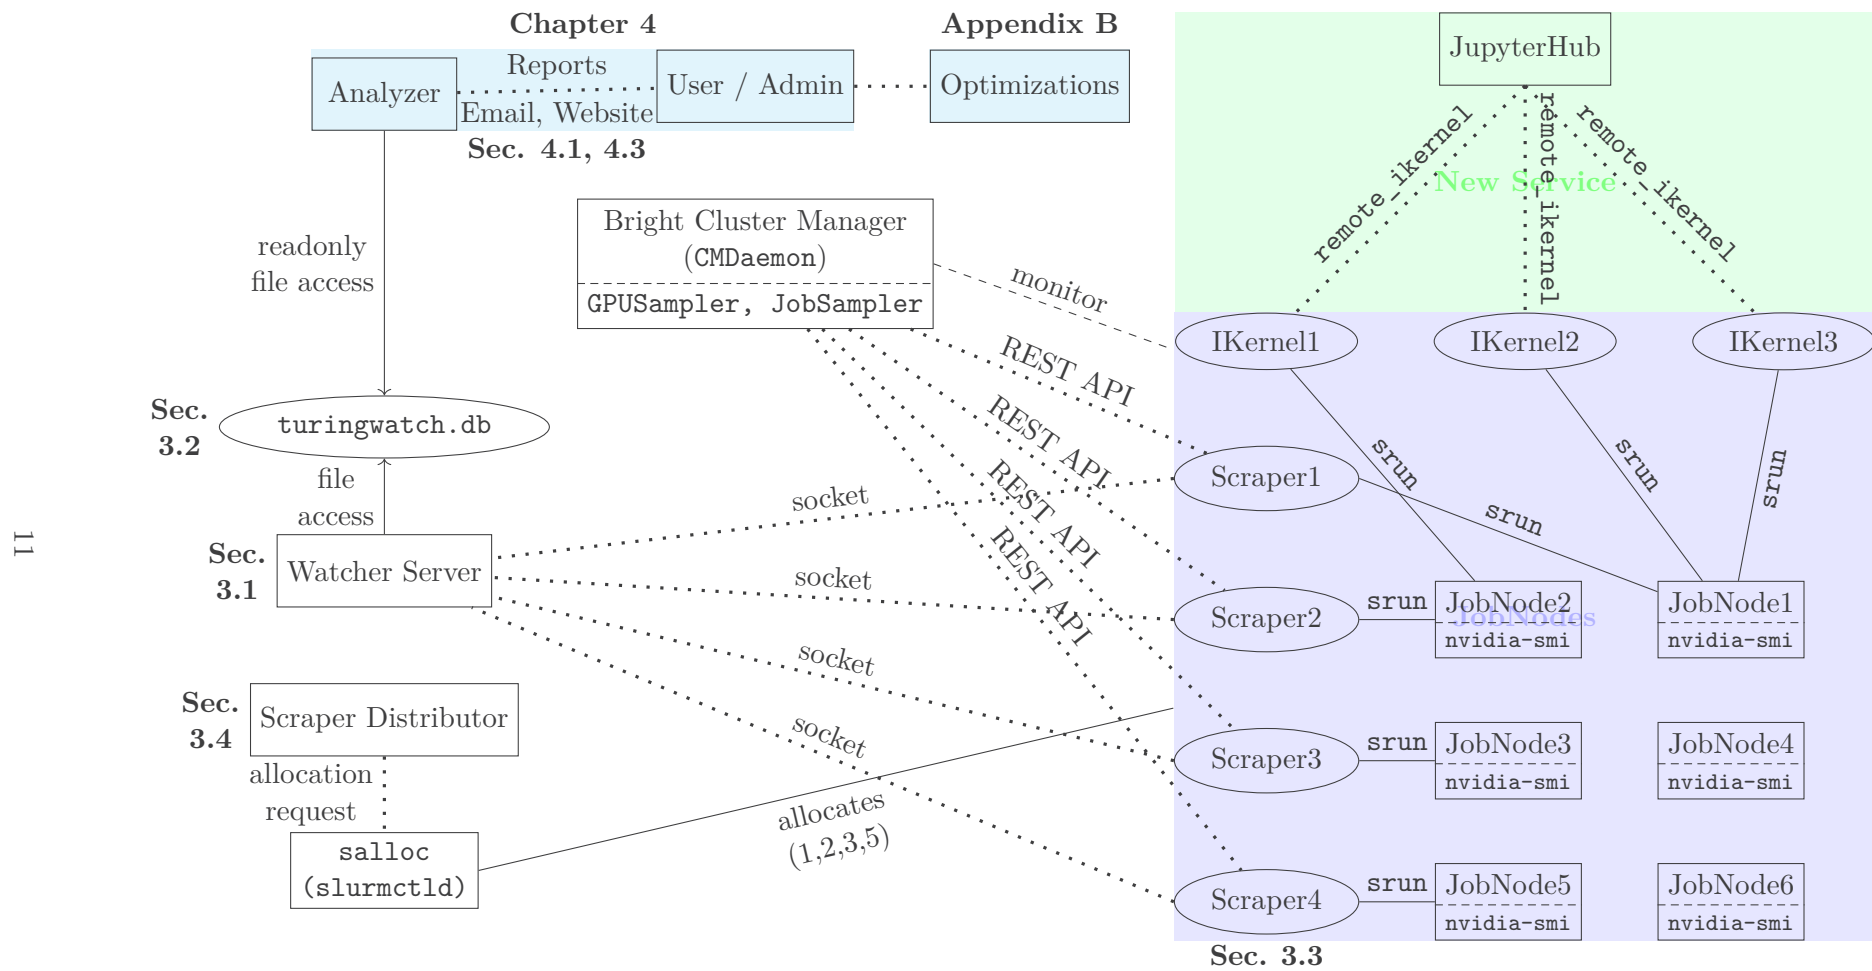 Chapter 4
Appendix B
JupyterHub
Analyzer
Reports
Email, Website
User / Admin
Optimizations
Sec. 4.1, 4.3
remote_ikernel
remote_ikernel
remote_ikernel
New Service
Bright Cluster Manager
(CMDaemon)
GPUSampler, JobSampler
readonly
file access
monitor
IKernel1
IKernel2
IKernel3
REST API
REST API
REST API
REST API
Sec.
3.2
turingwatch.db
file
access
socket
Scraper1
srun
srun
srun
srun
Sec.
3.1
Watcher Server
socket
Scraper2
srun
JobNode2
nvidia-smi
JobNodes
JobNode1
nvidia-smi
socket
Sec.
3.4
Scraper Distributor
socket
Scraper3
srun
JobNode3
nvidia-smi
JobNode4
nvidia-smi
allocation
request
allocates
(1,2,3,5)
salloc
(slurmctld)
Scraper4
srun
JobNode5
nvidia-smi
JobNode6
nvidia-smi
Sec. 3.3
11